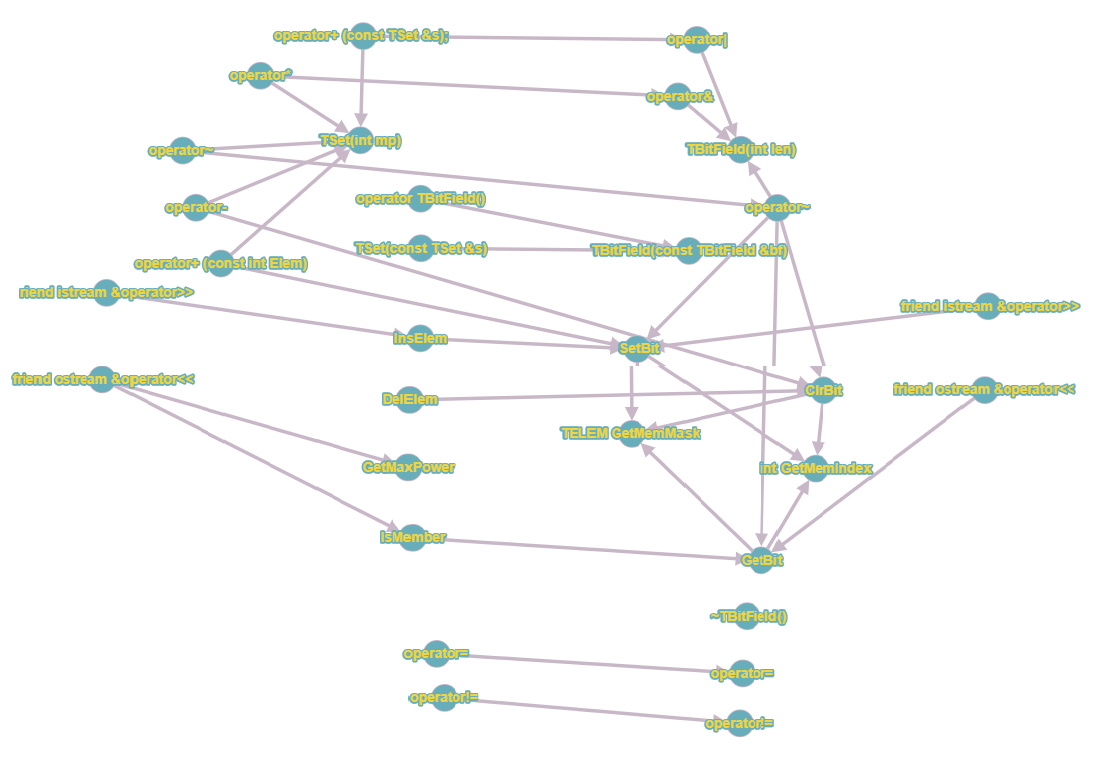 operator+ (const TSet &s);
operator|
operator*
operator&
TSet(int mp)
operator~
TBitField(int len)
operator TBitField()
operator-
operator~
TSet(const TSet &s)
TBitField(const TBitField &bf)
operator+ (const int Elem)
riend istream &operator>>
friend istream &operator>>
InsElem
SetBit
friend ostream &operator<<
ClrBit
friend ostream &operator<<
DelElem
TELEM GetMemMask
GetMaxPower
int GetMemIndex
IsMember
GetBit
~TBitField()
operator=
operator=
operator!=
operator!=